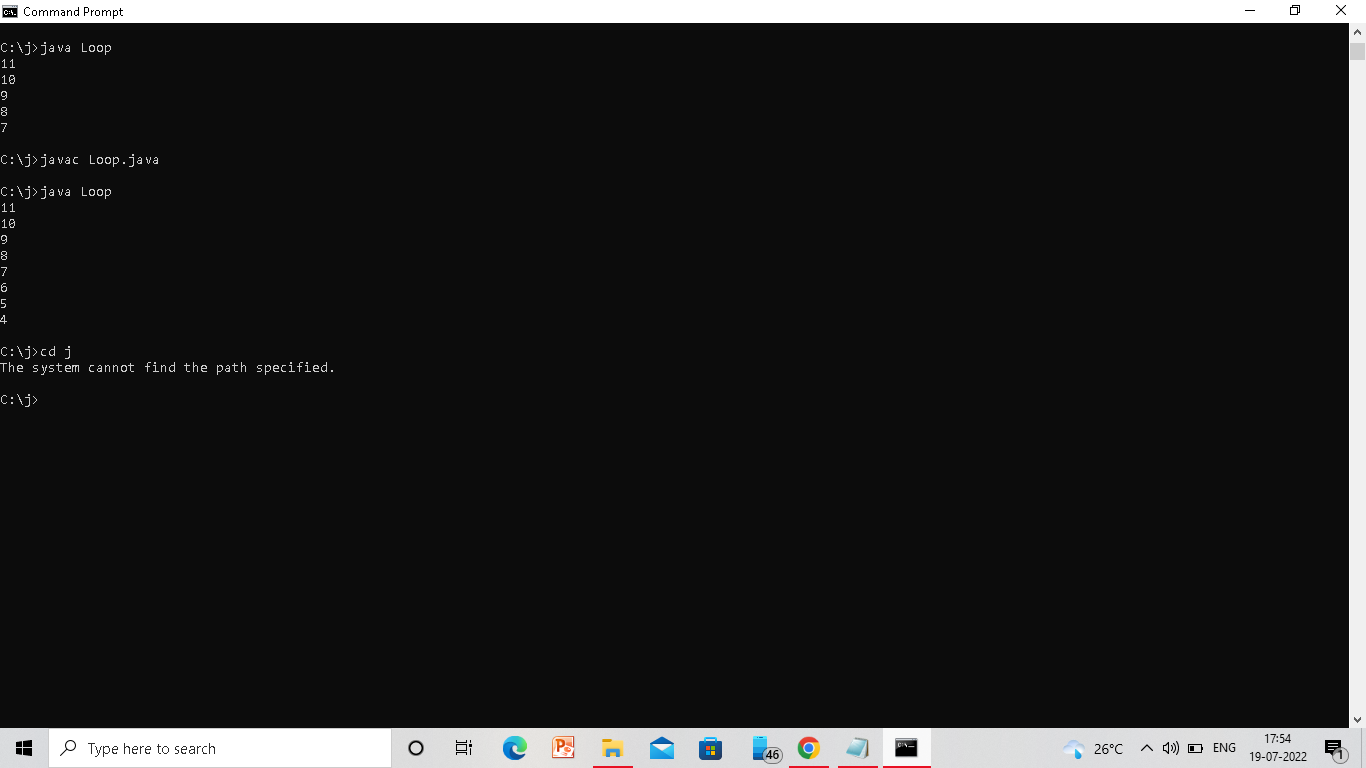 Command Prompt
C:\j>java Loop
11
10
9
8
7
C:\j>javac Loop.java
C:\j>java Loop
11
10
9
8
7
6
5
4
C:\j>cd j
The system cannot find the path specified.
C:\j>
Type here to search
46
26°C
ENG
17:54
19-07-2022
1